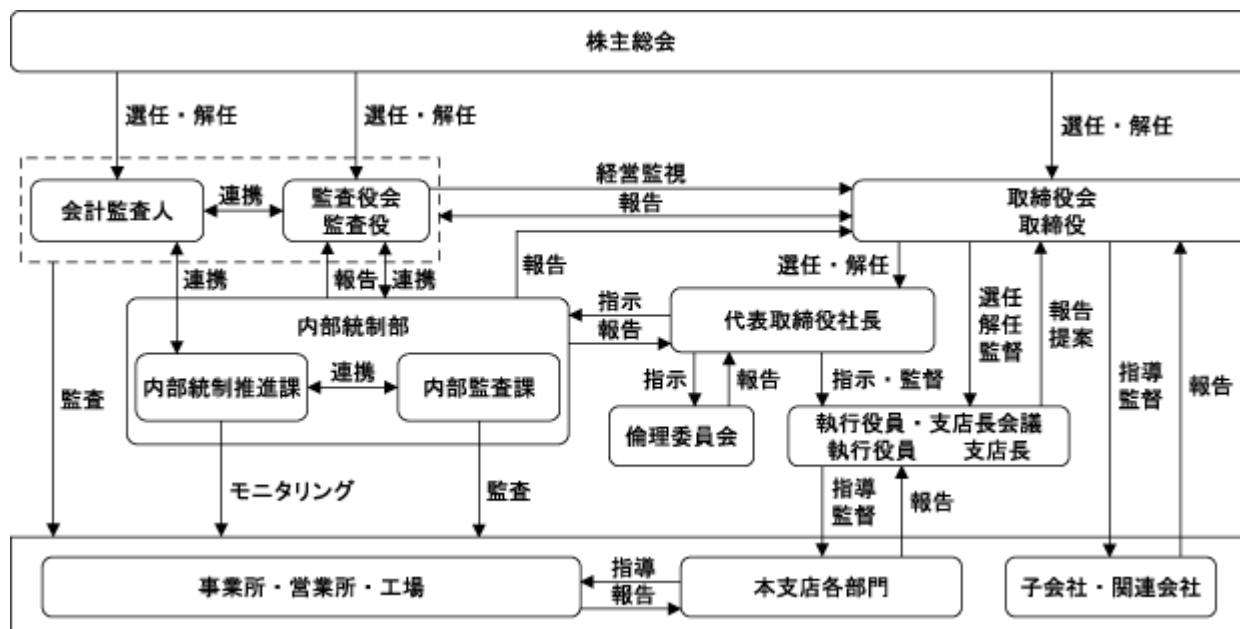 株主総会
選任・解任
選任・解任
選任・解任
会計監査人
連携
監査役会
監査役
経営監視
報告
取締役会
取締役
連携
報告
連携
報告
選任・解任
内部統制部
指示
報告
代表取締役社長
選任
解任
監督
報告
提案
内部統制推進課
連携
内部監査課
監査
指示
報告
指示・監督
指導
監督
報告
倫理委員会
執行役員・支店長会議
執行役員 支店長
モニタリング
監査
指導
監督
報告
事業所・営業所・工場
指導
報告
本支店各部門
子会社・関連会社